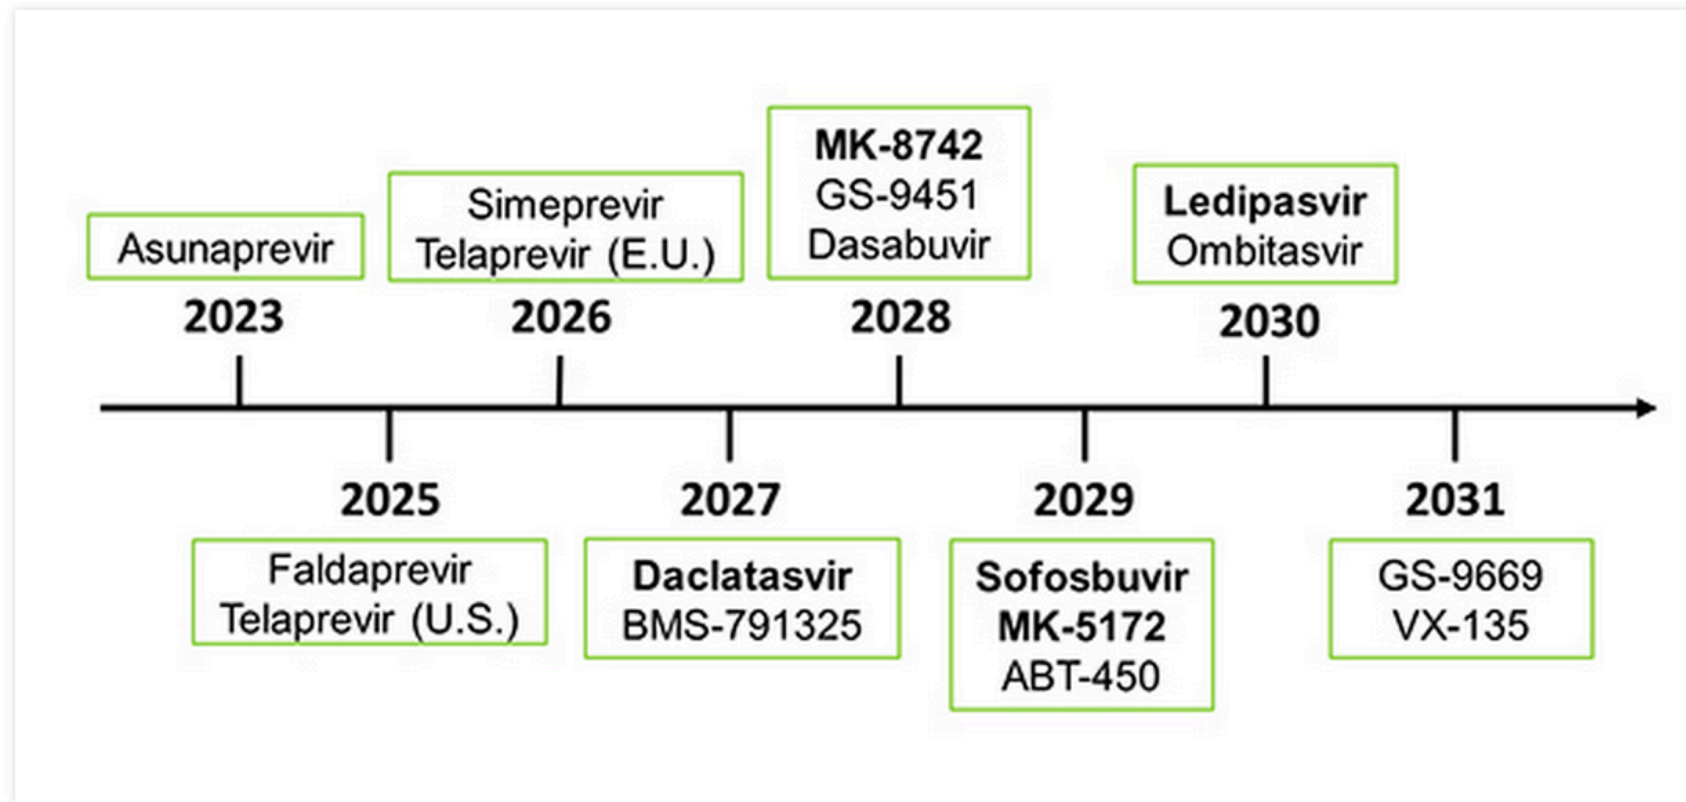 Asunaprevir
2023
Simeprevir
Telaprevir (E.U.)
2026
MK-8742
GS-9451
Dasabuvir
2028
Ledipasvir
Ombitasvir
2030
2025
Faldaprevir
Telaprevir (U.S.)
2027
Daclatasvir
BMS-791325
2029
Sofosbuvir
MK-5172
ABT-450
2031
GS-9669
VX-135